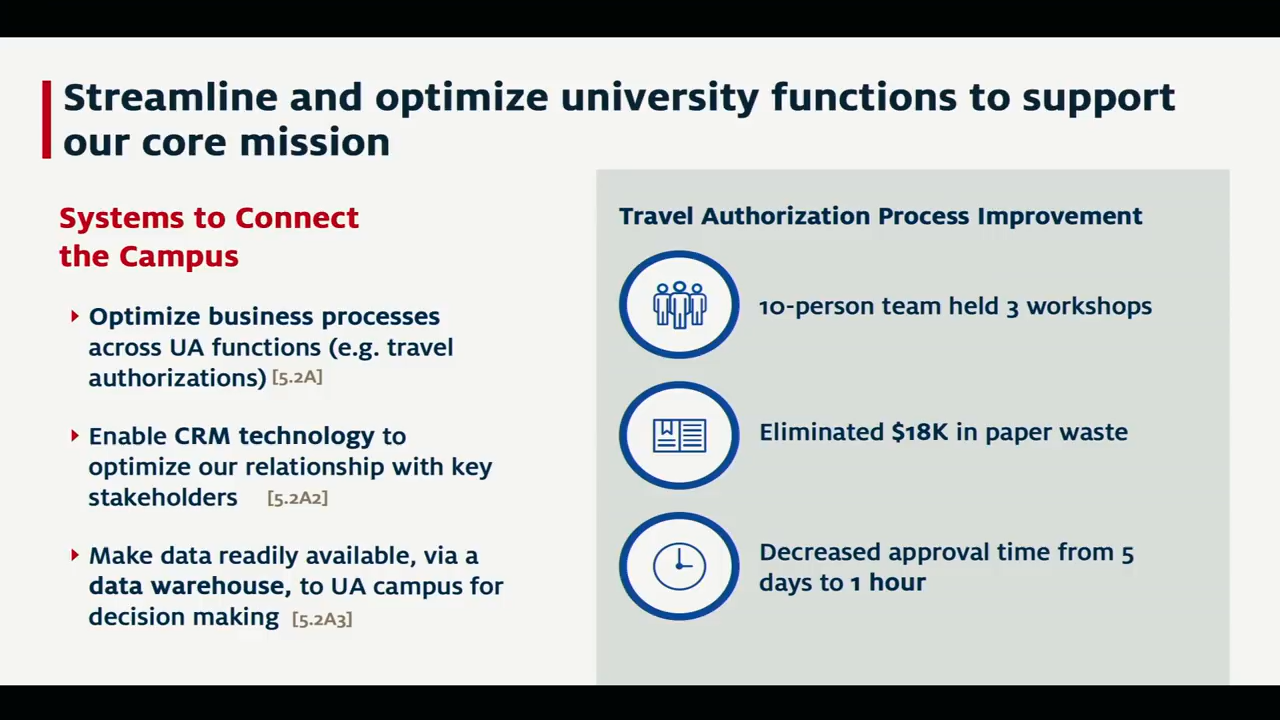 Streamline and optimize university functions to support
our core mission
Systems to Connect
the Campus
Optimize business processes
across UA functions (e.g. travel
authorizations) [5.2A]
Enable CRM technology to
optimize our relationship with key
stakeholders [5.2A2]
Make data readily available, via a
data warehouse, to UA campus for
decision making [5.2A3]
Travel Authorization Process Improvement
10-person team held 3 workshops
Eliminated $18K in paper waste
Decreased approval time from 5
days to 1 hour